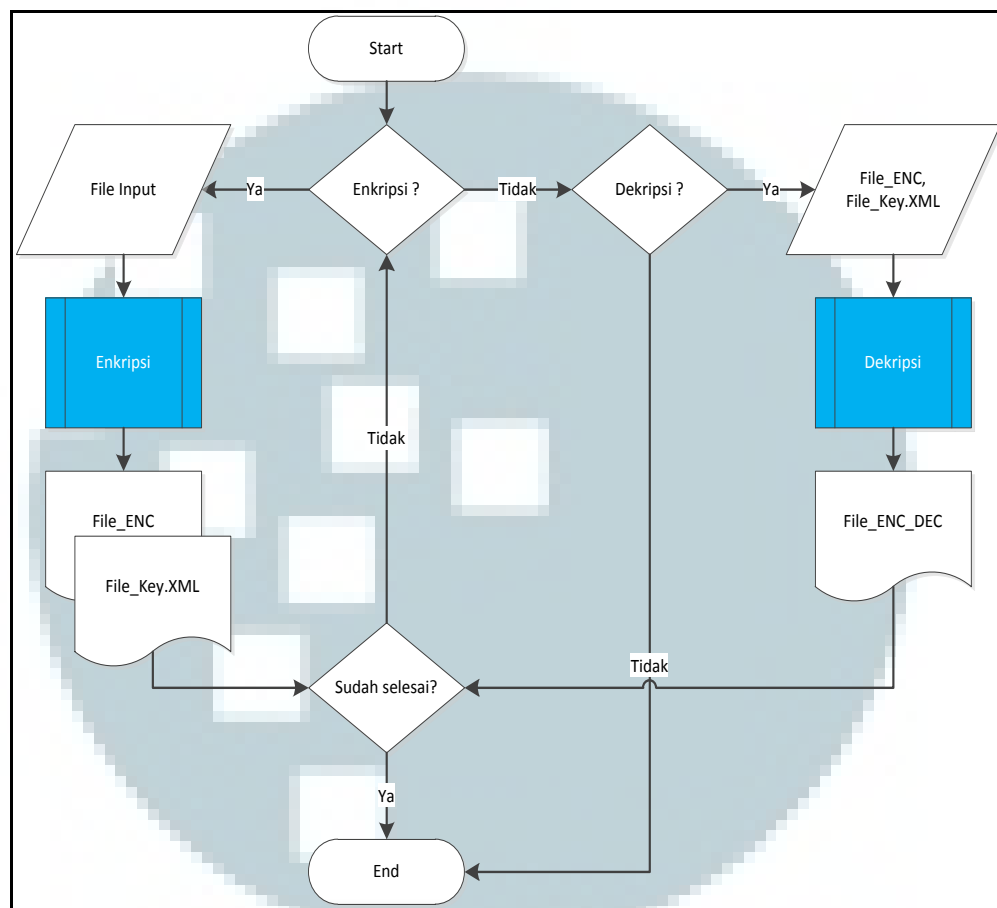 Start
File Input
Ya
Enkripsi ?
Tidak
Dekripsi ?
Ya
File_ENC,
File_Key.XML
Enkripsi
Dekripsi
Tidak
File_ENC
File_Key.XML
File_ENC_DEC
Sudah selesai?
Tidak
Ya
End